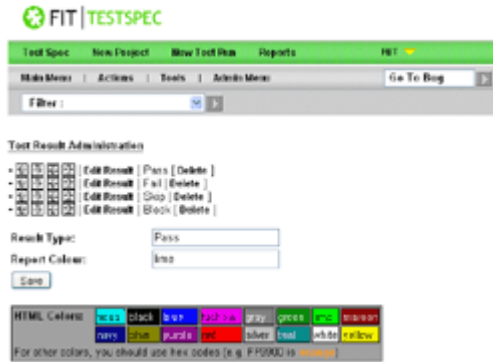 FIT | TESTSPEC
Test Spec New Project New Test Run Reports FIT
Main Menu | Actions | Tools | Admin Menu Go To Bug
Filter :
Test Result Administration
[ Edit Result | Pass [ Delete ]
[ Edit Result | Fail [ Delete ]
[ Edit Result | Skip [ Delete ]
[ Edit Result | Block [ Delete ]
Result Type: Pass
Report Colour: lime
Save
HTML Colors: black blue fuchsia gray green lime maroon
navy olive purple red silver teal white yellow
For other colors, you should use hex codes (e.g. FF9900 is orange)